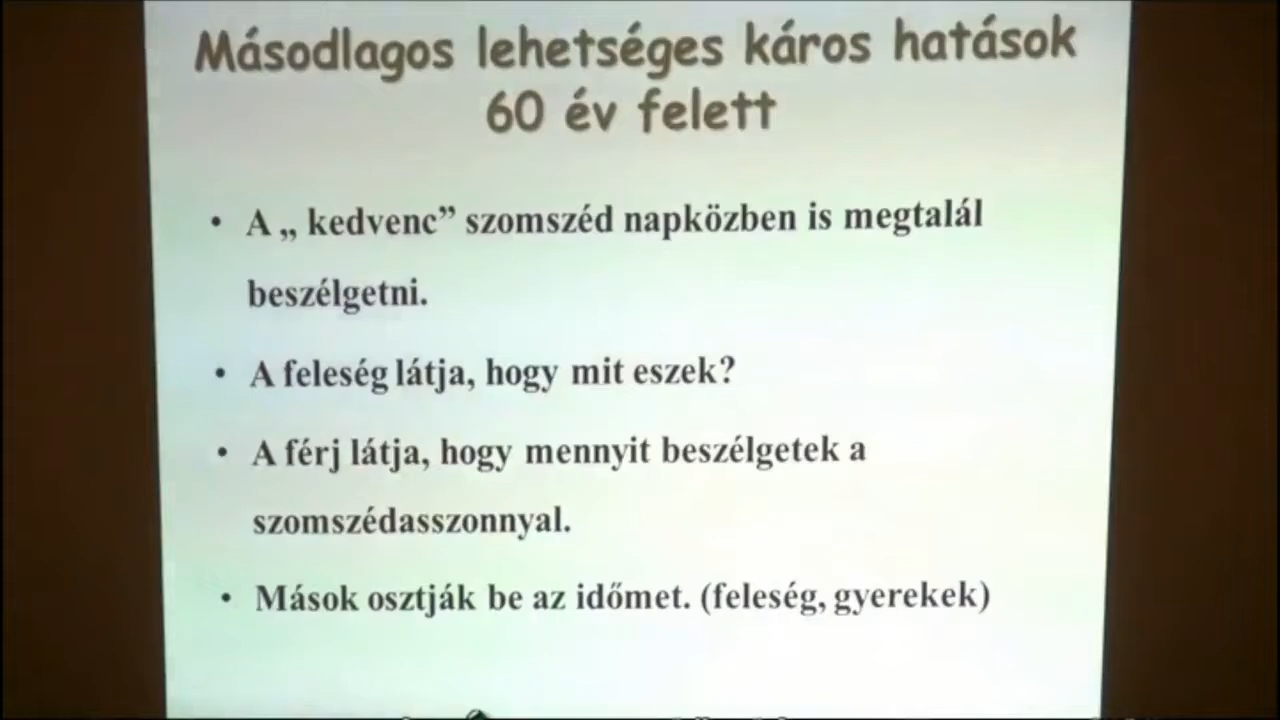 Másodlagos lehetséges káros hatások
60 év felett
• A „ kedvenc” szomszéd napközben is megtalál
beszélgetni.
• A feleség látja, hogy mit eszek?
• A férj látja, hogy mennyit beszélgetek a
szomszédasszonnyal.
• Mások osztják be az időmet. (feleség, gyerekek)